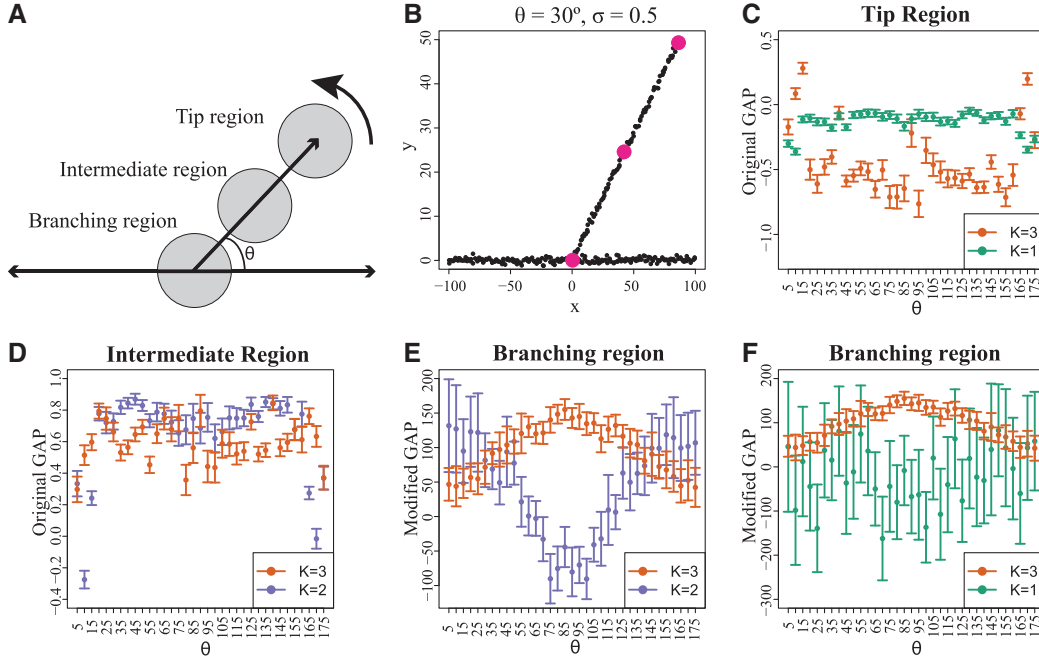 A
Tip region
Intermediate region
Branching region
θ
B
θ = 30º, σ = 0.5
y
50
40
30
20
10
0
−100 −50 0 50 100
x
C
Tip Region
Original GAP
0.5
0.0
−0.5
−1.0
K=3
K=1
5 15 25 35 45 55 65 75 85 95 105 115 125 135 145 155 165 175
θ
D
Intermediate Region
Original GAP
1.0
0.8
0.6
0.4
0.2
0.0
−0.2
−0.4
K=3
K=2
5 15 25 35 45 55 65 75 85 95 105 115 125 135 145 155 165 175
θ
E
Branching region
Modified GAP
200
150
100
50
0
−50
−100
K=3
K=2
5 15 25 35 45 55 65 75 85 95 105 115 125 135 145 155 165 175
θ
F
Branching region
Modified GAP
200
100
0
−100
−200
−300
K=3
K=1
5 15 25 35 45 55 65 75 85 95 105 115 125 135 145 155 165 175
θ